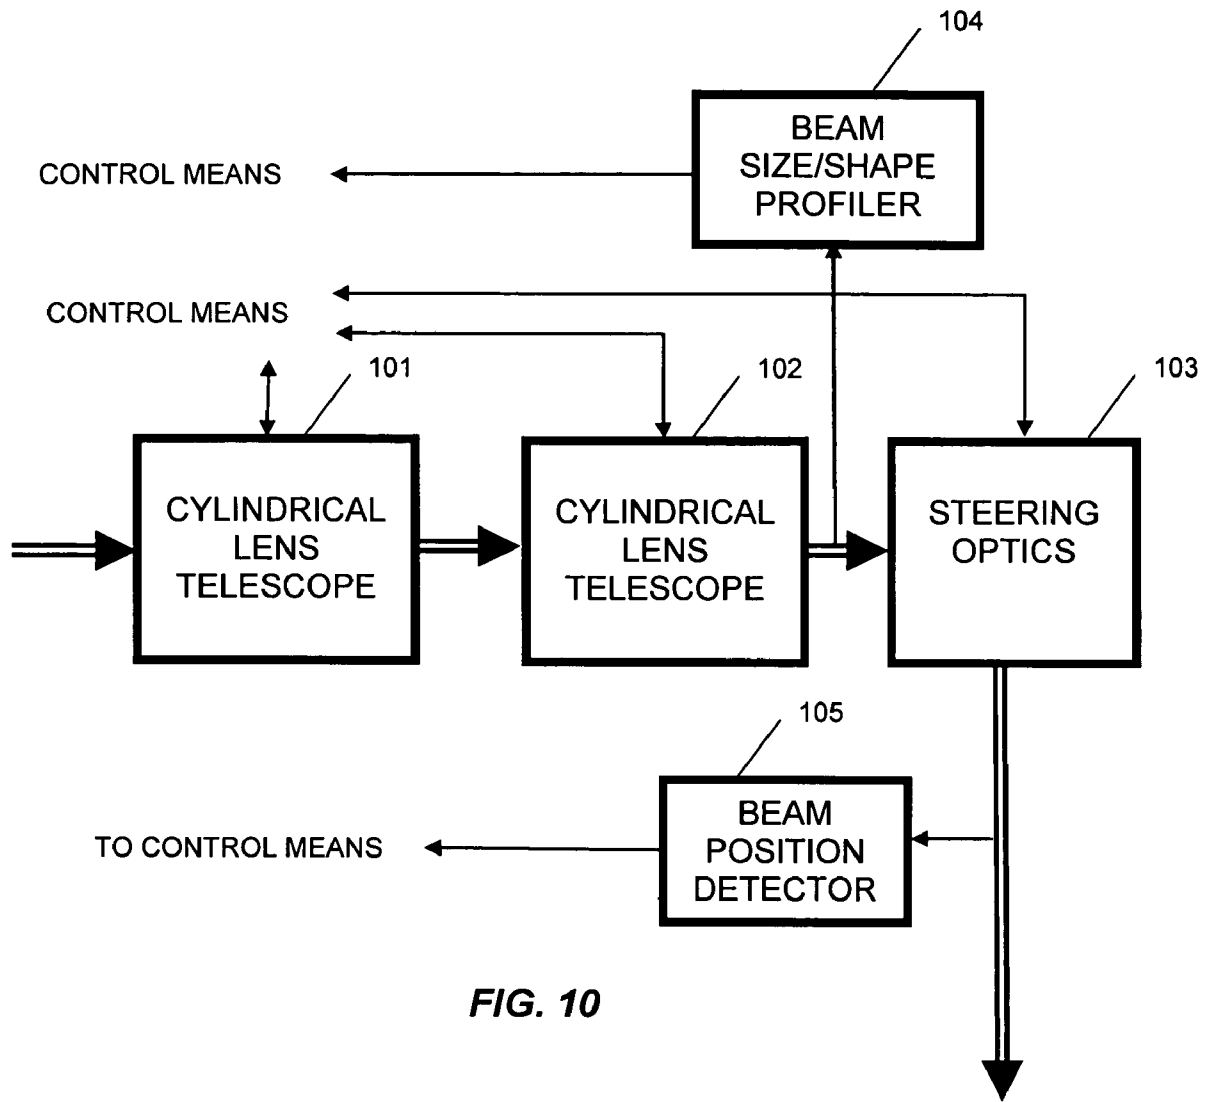 104
BEAM
SIZE/SHAPE
PROFILER
CONTROL MEANS
CONTROL MEANS
101
102
103
CYLINDRICAL
LENS
TELESCOPE
CYLINDRICAL
LENS
TELESCOPE
STEERING
OPTICS
105
BEAM
POSITION
DETECTOR
TO CONTROL MEANS
FIG. 10